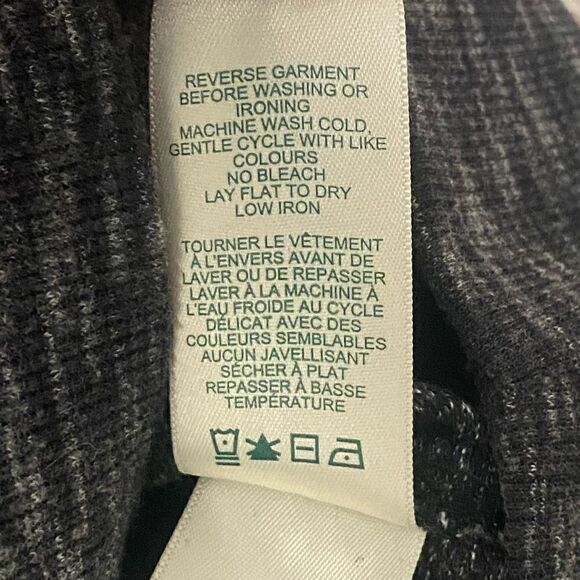 REVERSE GARMENT
BEFORE WASHING OR
IRONING
MACHINE WASH COLD,
GENTLE CYCLE WITH LIKE
COLOURS
NO BLEACH
LAY FLAT TO DRY
LOW IRON
TOURNER LE VÊTEMENT
À L'ENVERS AVANT DE
LAVER OU DE REPASSER
LAVER À LA MACHINE À
L'EAU FROIDE AU CYCLE
DÉLICAT AVEC DES
COULEURS SEMBLABLES
AUCUN JAVELLISANT
SÉCHER À PLAT
REPASSER À BASSE
TEMPÉRATURE